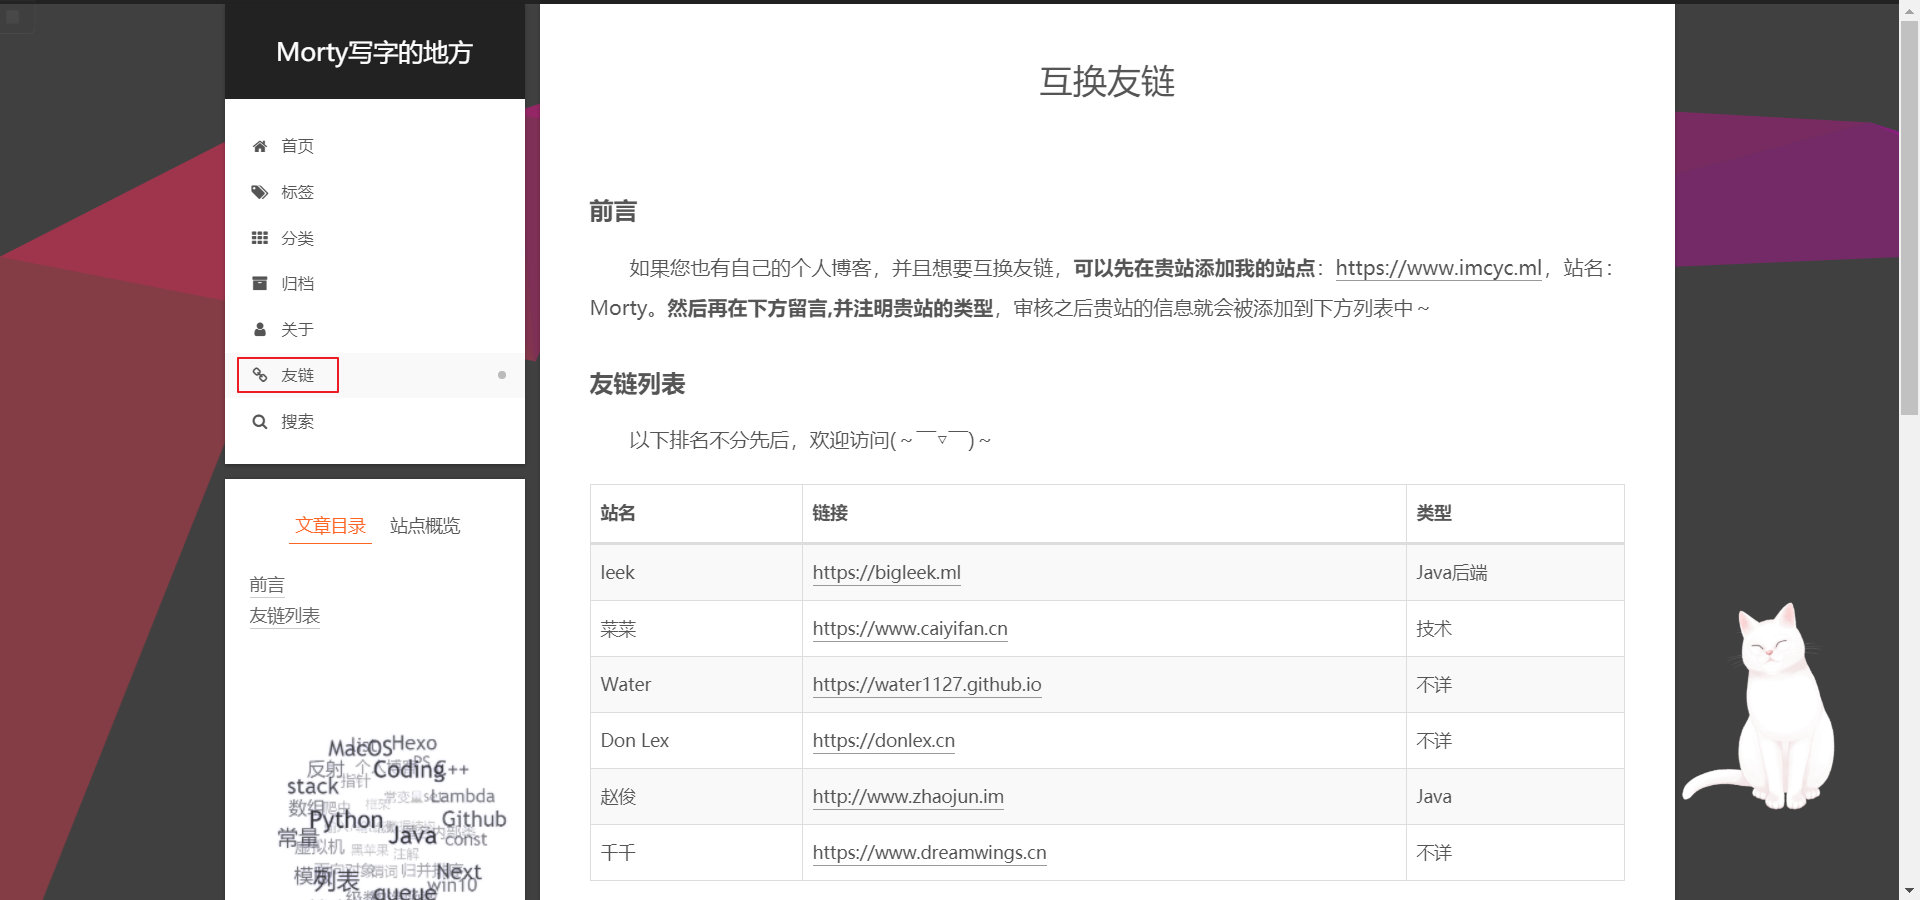 Morty写字的地方
首页
标签
分类
归档
关于
友链
搜索
文章目录 站点概览
前言
友链列表
MacOS
list
Hexo
反射
Coding
C++
PS
stack
指针
数组
爬虫
Lambda
Python
Github
常量
Java
const
虚拟机
黑苹果
注解
Next
列表
win10
queue
互换友链
前言
如果您也有自己的个人博客，并且想要互换友链，可以先在贵站添加我的站点：https://www.imcyc.ml，站名：
Morty。然后再在下方留言,并注明贵站的类型，审核之后贵站的信息就会被添加到下方列表中～
友链列表
以下排名不分先后，欢迎访问(～￣▽￣)～
站名 链接 类型
leek https://bigleek.ml Java后端
菜菜 https://www.caiyifan.cn 技术
Water https://water1127.github.io 不详
Don Lex https://donlex.cn 不详
赵俊 http://www.zhaojun.im Java
千千 https://www.dreamwings.cn 不详